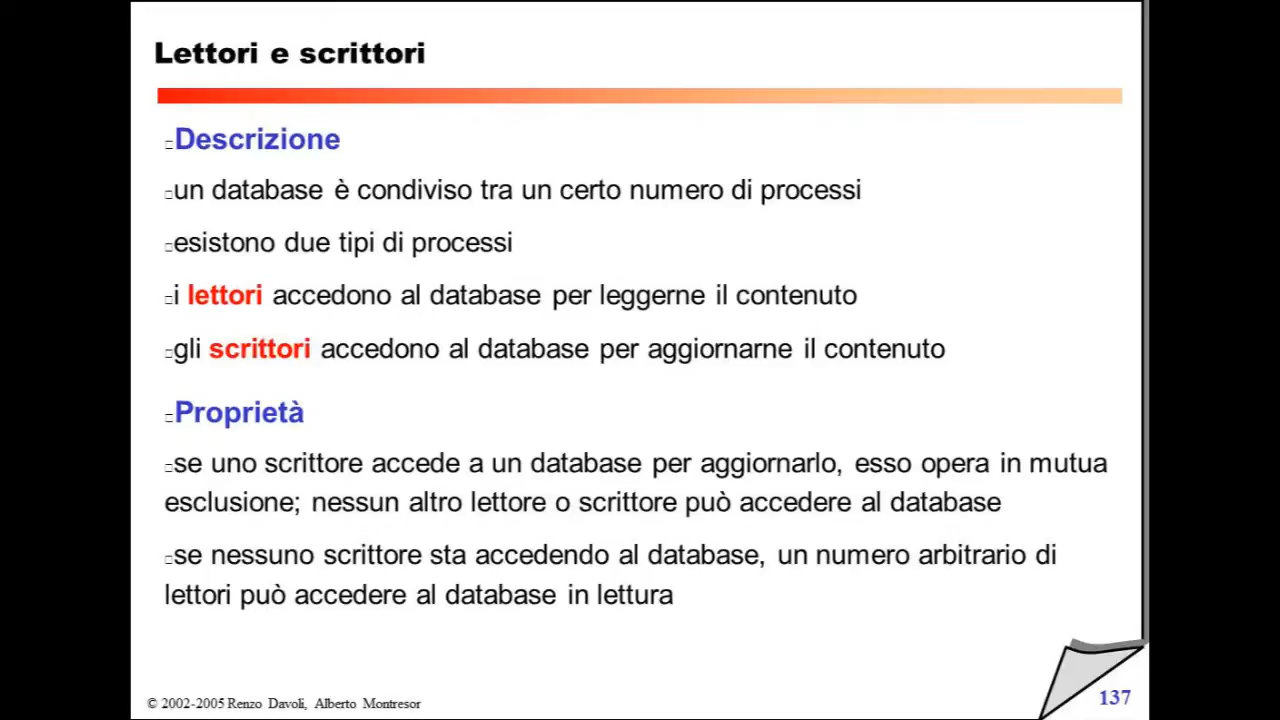 Lettori e scrittori
Descrizione
un database è condiviso tra un certo numero di processi
esistono due tipi di processi
i lettori accedono al database per leggerne il contenuto
gli scrittori accedono al database per aggiornarne il contenuto
Proprietà
se uno scrittore accede a un database per aggiornarlo, esso opera in mutua
esclusione; nessun altro lettore o scrittore può accedere al database
se nessuno scrittore sta accedendo al database, un numero arbitrario di
lettori può accedere al database in lettura
© 2002-2005 Renzo Davoli, Alberto Montresor
137